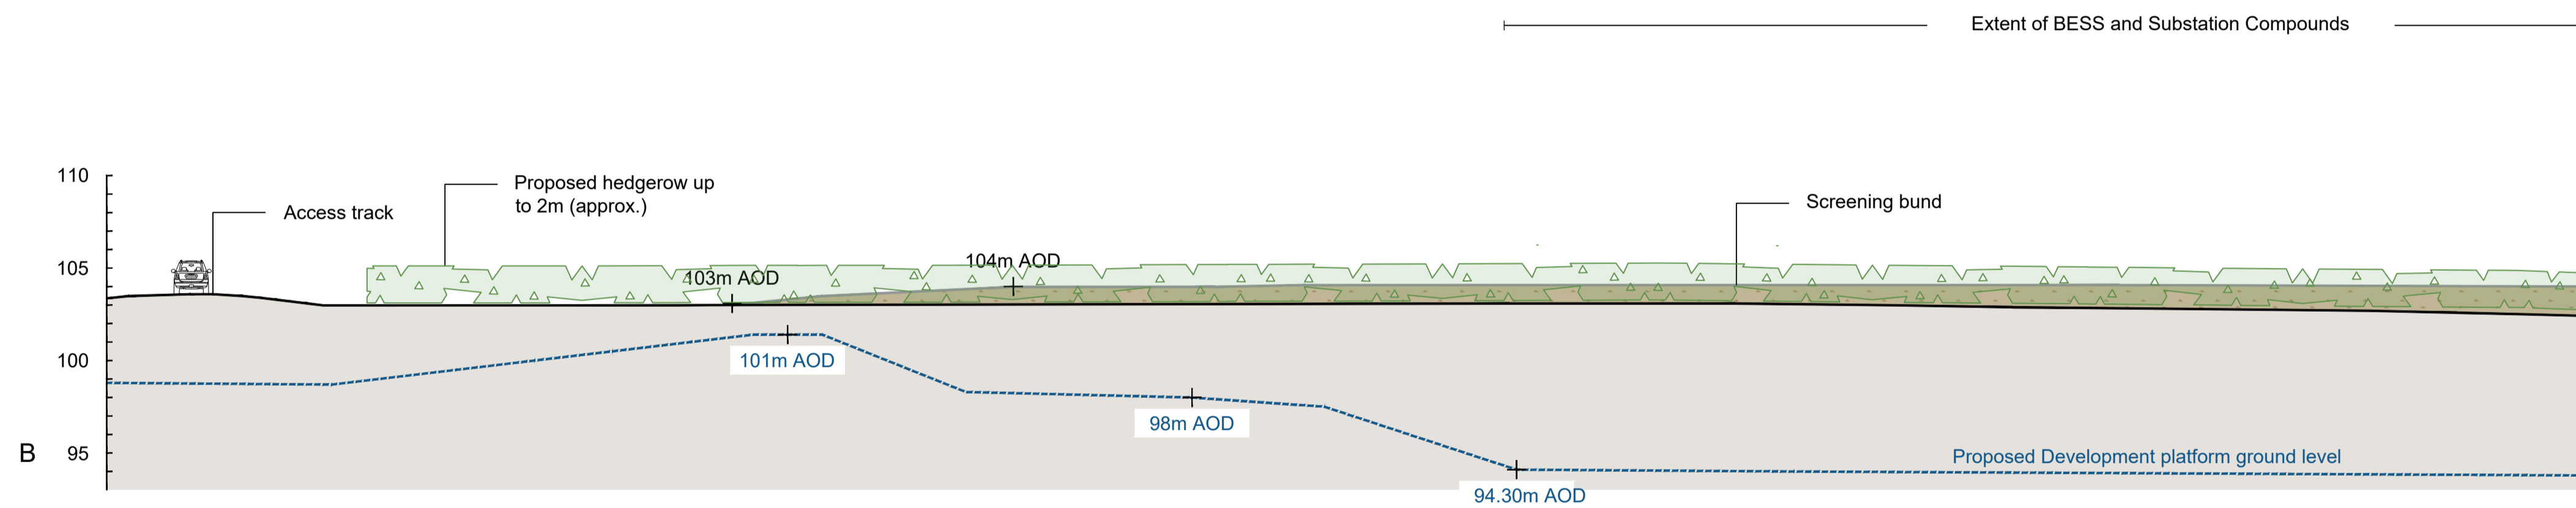 Extent of BESS and Substation Compounds
110
Proposed hedgerow up
to 2m (approx.)
Access track
Screening bund
105
103m AOD
104m AOD
100
101m AOD
98m AOD
B
95
Proposed Development platform ground level
94.30m AOD